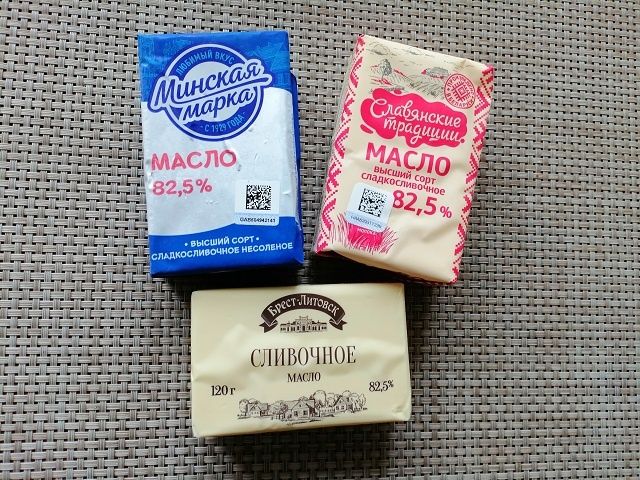 ЛЮБИМЫЙ ВКУС
Минская
марка
- С 1929 ГОДА -
МАСЛО
82,5%
• ВЫСШИЙ СОРТ •
СЛАДКОСЛИВОЧНОЕ НЕСОЛЕНОЕ
Славянские
традиции
МАСЛО
ВЫСШИЙ СОРТ
СЛАДКОСЛИВОЧНОЕ
82,5%
Брест-Литовск
СЛИВОЧНОЕ
МАСЛО
120 г
82,5%